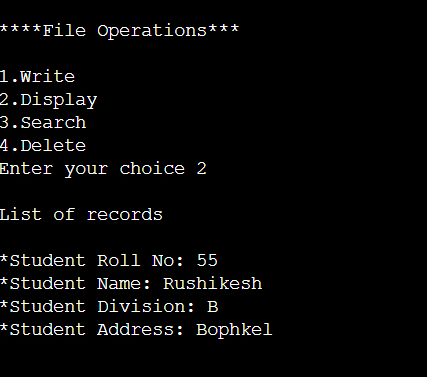 ****File Operations***
1.Write
2.Display
3.Search
4.Delete
Enter your choice 2
List of records
*Student Roll No: 55
*Student Name: Rushikesh
*Student Division: B
*Student Address: Bophkel